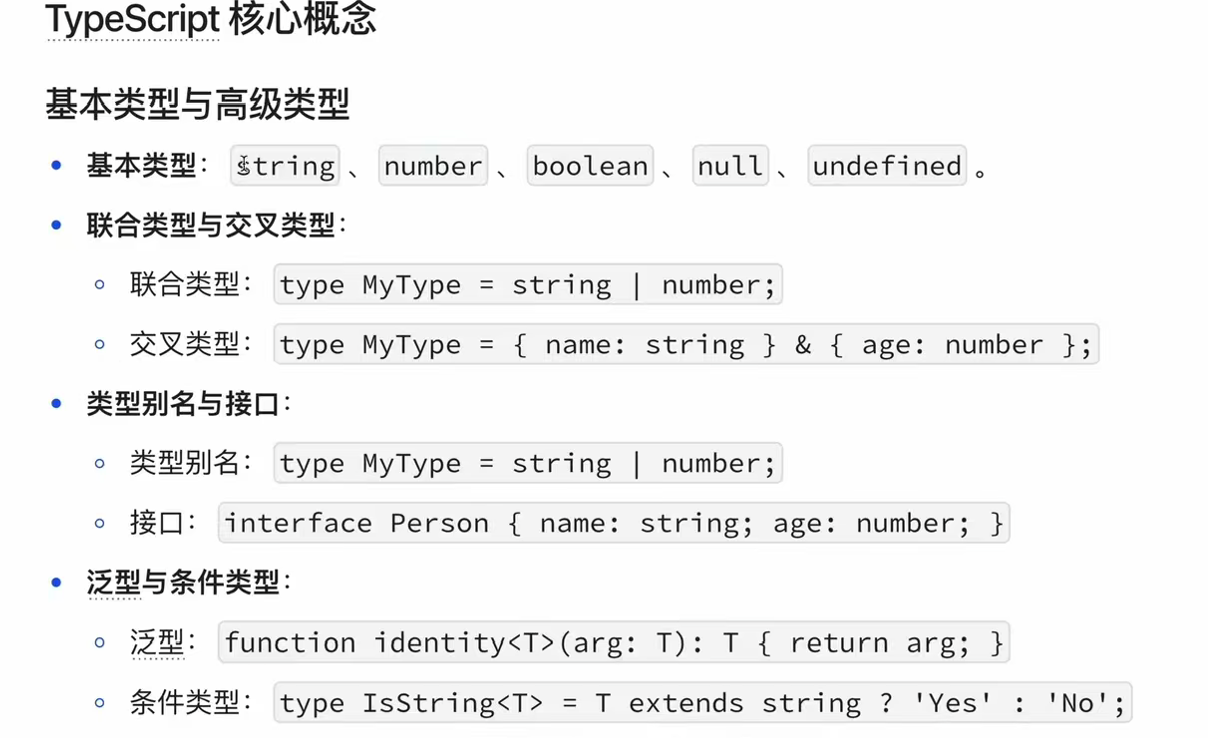 TypeScript 核心概念
基本类型与高级类型
• 基本类型： string 、 number 、 boolean 、 null 、 undefined 。
• 联合类型与交叉类型：
◦ 联合类型： type MyType = string | number;
◦ 交叉类型： type MyType = { name: string } & { age: number };
• 类型别名与接口：
◦ 类型别名： type MyType = string | number;
◦ 接口： interface Person { name: string; age: number; }
• 泛型与条件类型：
◦ 泛型： function identity<T>(arg: T): T { return arg; }
◦ 条件类型： type IsString<T> = T extends string ? 'Yes' : 'No';